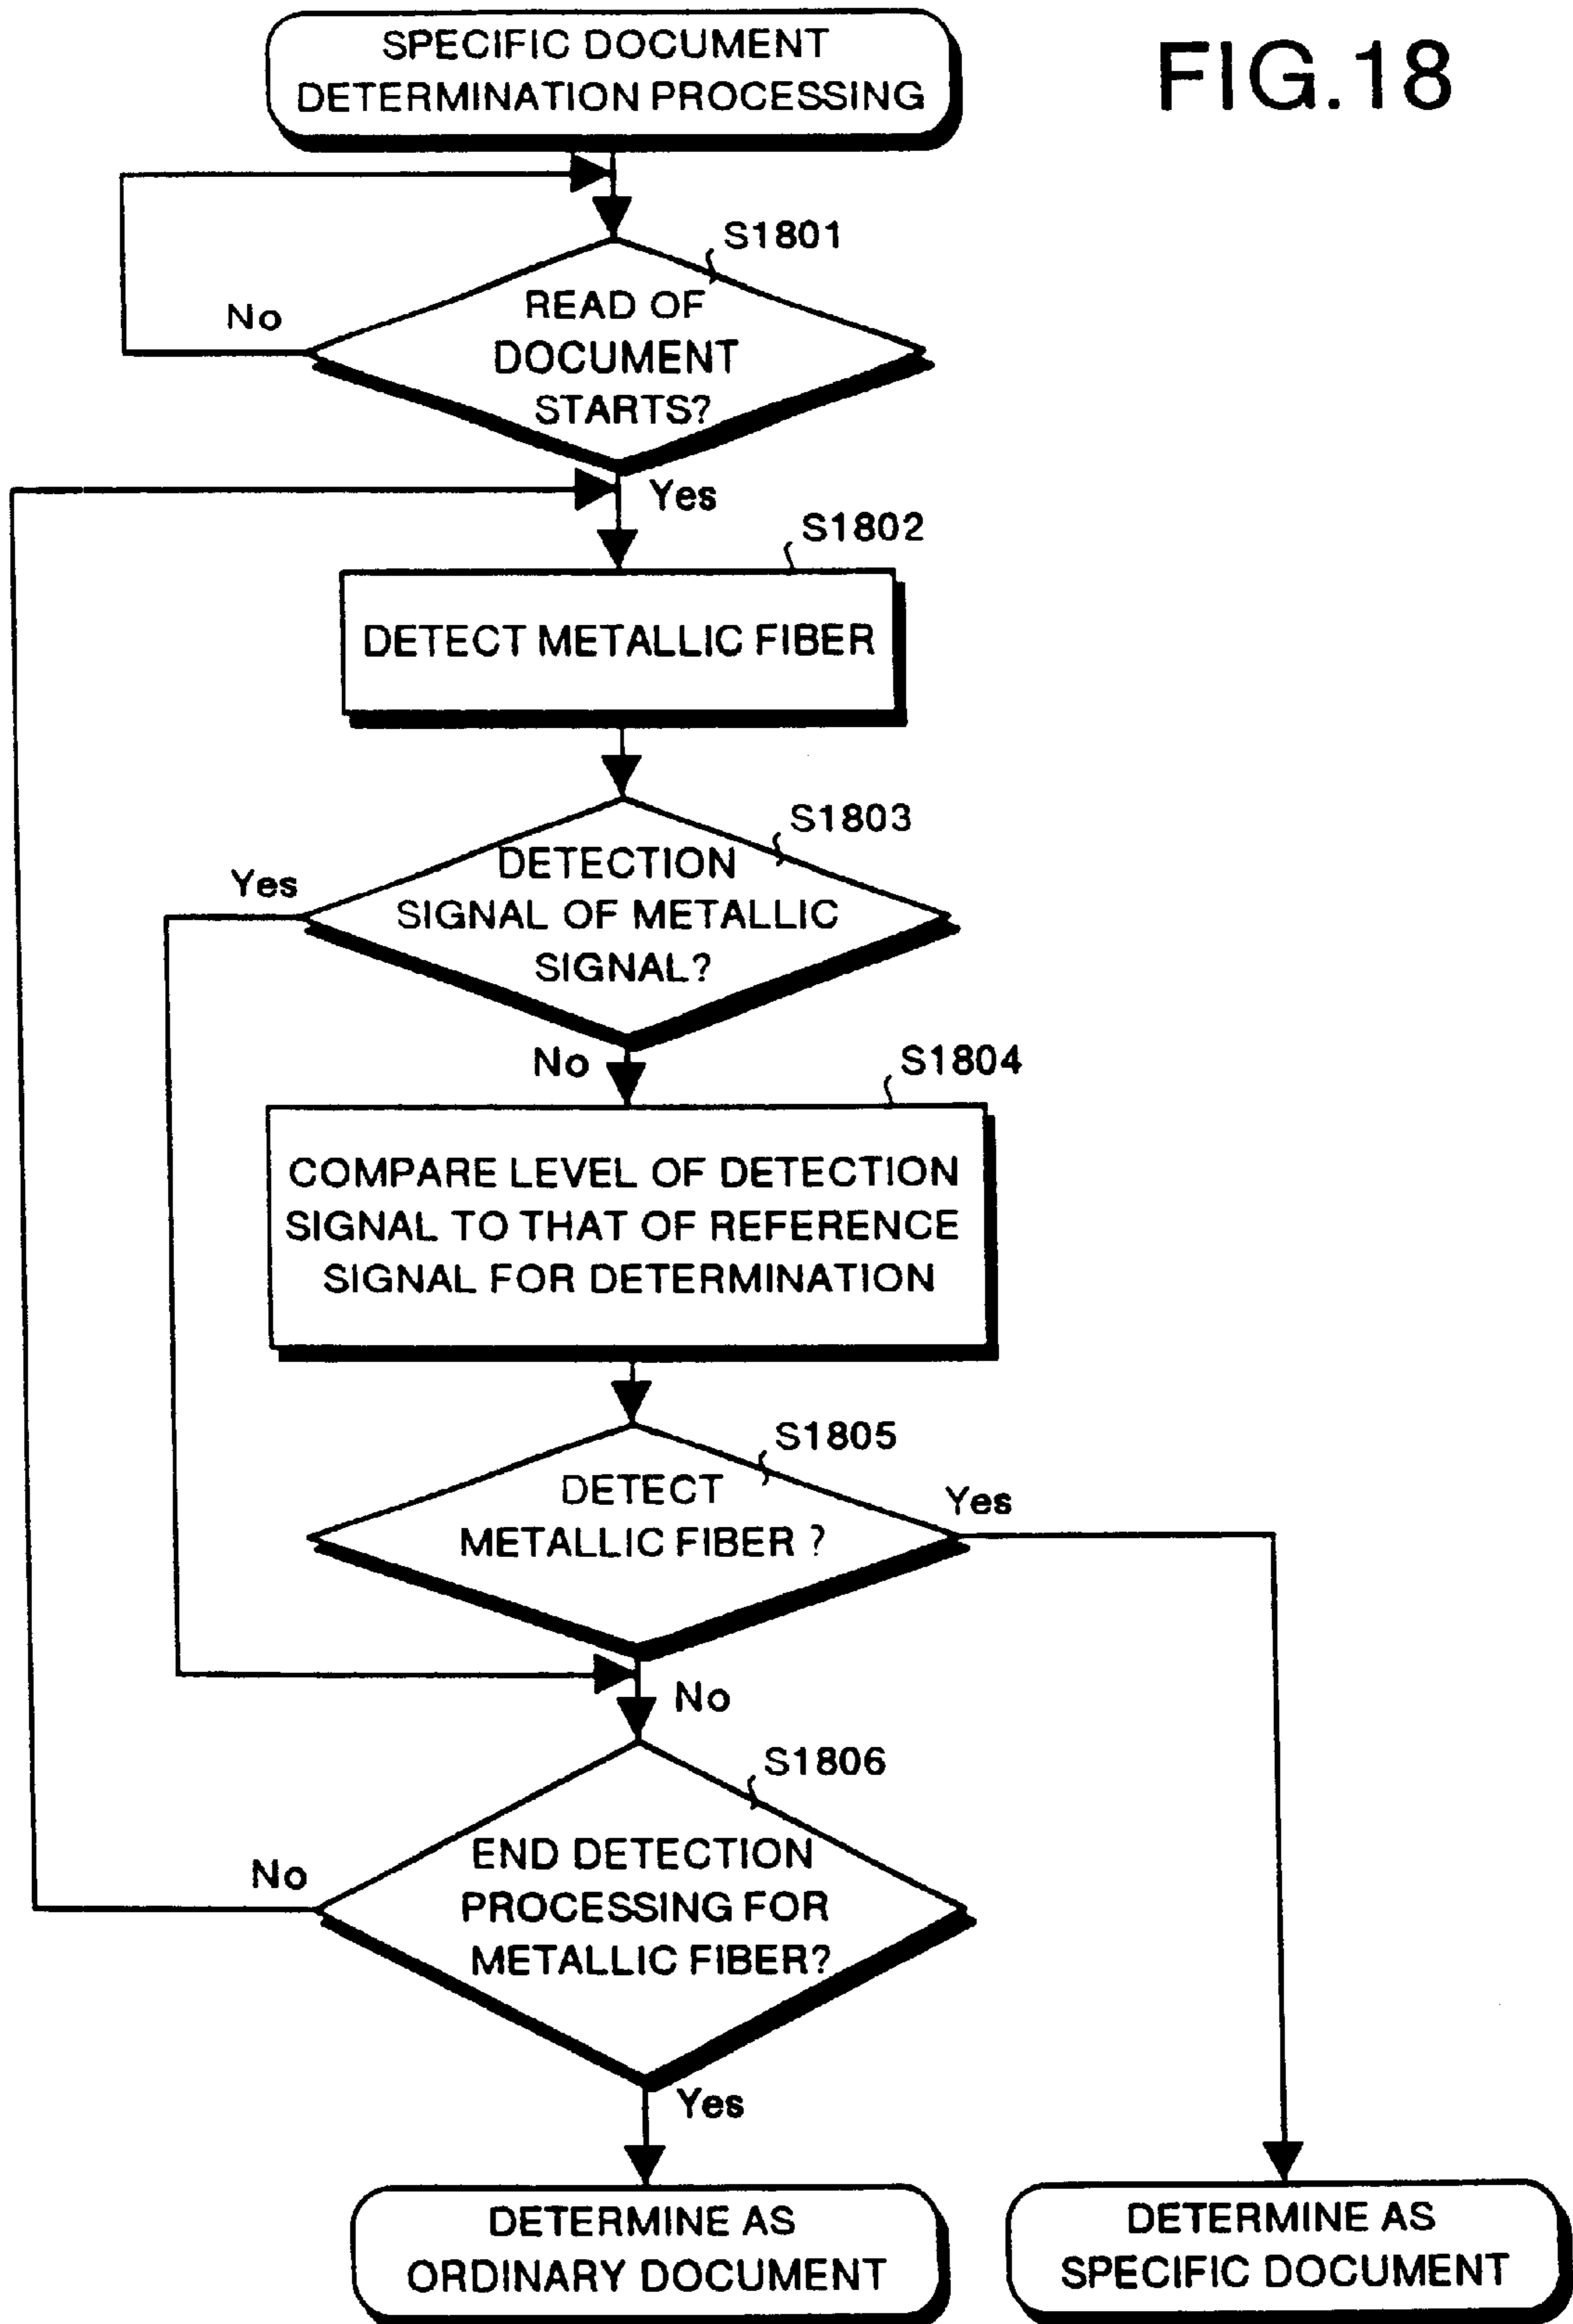 SPECIFIC DOCUMENT
DETERMINATION PROCESSING
FIG.18
S1801
No
READ OF
DOCUMENT
STARTS?
Yes
S1802
DETECT METALLIC FIBER
S1803
Yes
DETECTION
SIGNAL OF METALLIC
SIGNAL?
No
S1804
COMPARE LEVEL OF DETECTION
SIGNAL TO THAT OF REFERENCE
SIGNAL FOR DETERMINATION
S1805
DETECT
METALLIC FIBER ?
Yes
No
S1806
No
END DETECTION
PROCESSING FOR
METALLIC FIBER?
Yes
DETERMINE AS
ORDINARY DOCUMENT
DETERMINE AS
SPECIFIC DOCUMENT